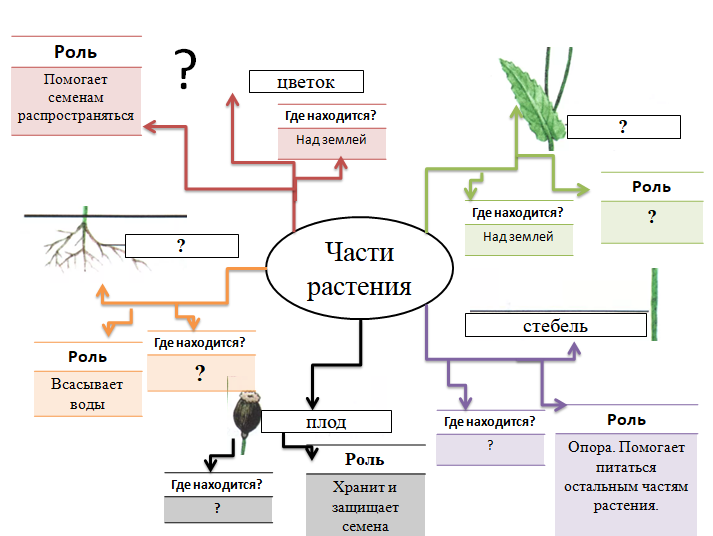 Роль
Помогает
семенам
распространяться
?
цветок
Где находится?
Над землей
?
Где находится?
Над землей
Роль
?
?
Части
растения
стебель
Роль
Всасывает
воды
Где находится?
?
плод
Где находится?
?
Роль
Хранит и
защищает
семена
Где находится?
?
Роль
Опора. Помогает
питаться
остальным частям
растения.